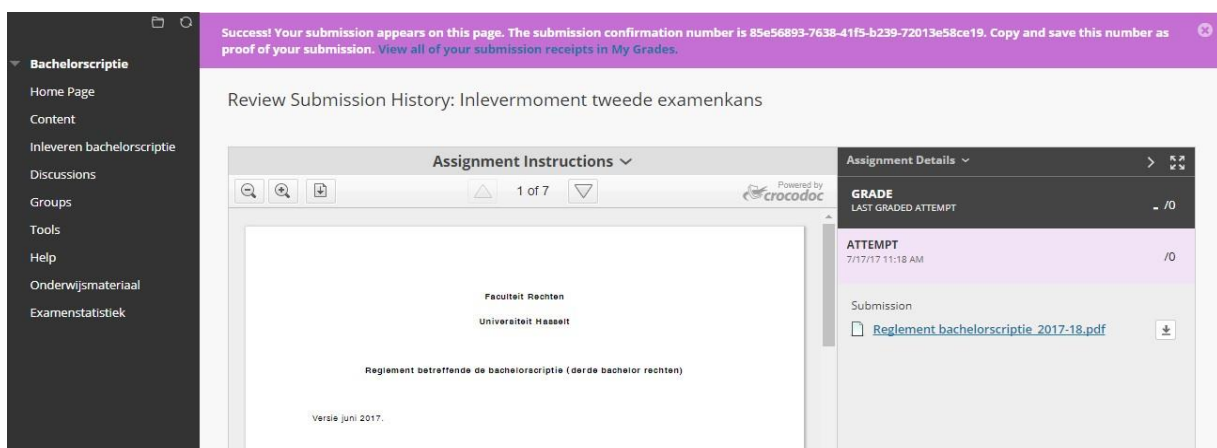 Success! Your submission appears on this page. The submission confirmation number is 85e56893-7638-41f5-b239-72013e58ce19. Copy and save this number as
proof of your submission. View all of your submission receipts in My Grades.
Bachelorscriptie
Home Page
Content
Inleveren bachelorscriptie
Discussions
Groups
Tools
Help
Onderwijsmateriaal
Examenstatistiek
Review Submission History: Inlevermoment tweede examenkans
Assignment Instructions
1 of 7
Powered by
crocodoc
Faculteit Rechten
Universiteit Hasselt
Reglement betreffende de bachelorscriptie (derde bachelor rechten)
Versie juni 2017.
Assignment Details
GRADE
LAST GRADED ATTEMPT
- /0
ATTEMPT
7/17/17 11:18 AM
/0
Submission
Reglement bachelorscriptie_2017-18.pdf